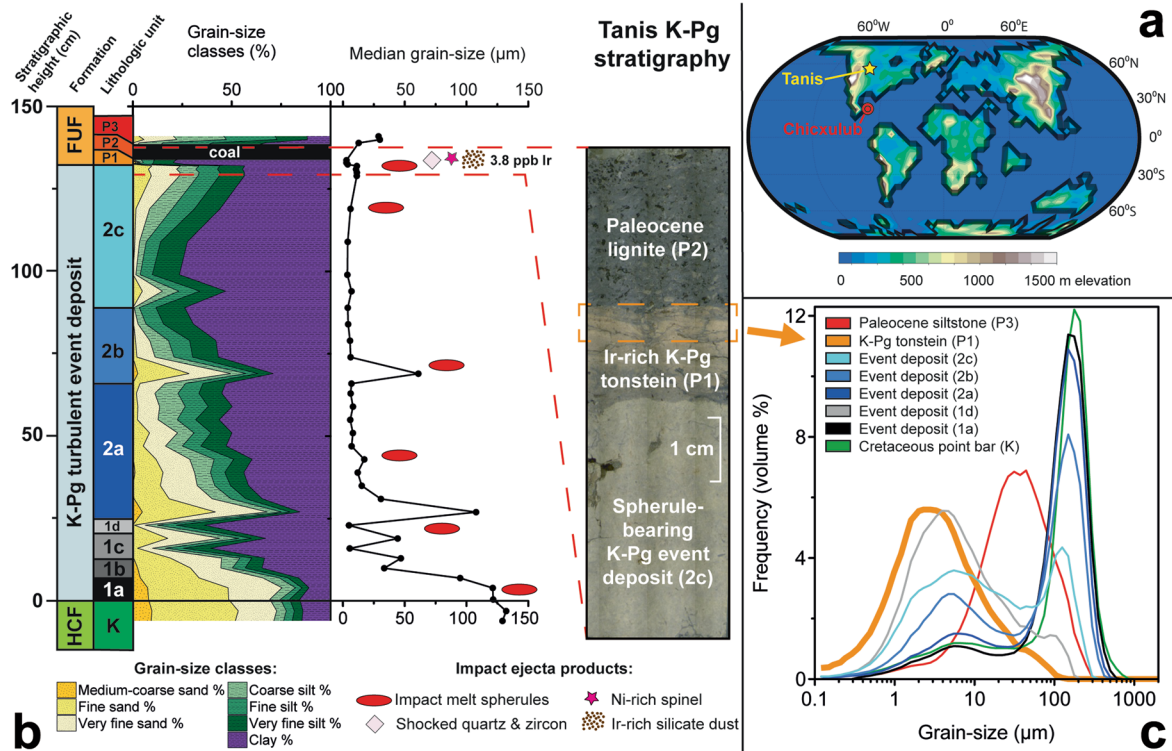 Stratigraphic
height (cm)
Formation
Lithologic unit
Grain-size
classes (%)
0
50
100
Median grain-size (μm)
0
50
100
150
150
100
50
0
FUF
K-Pg turbulent event deposit
HCF
P3
P2
P1
2c
2b
2a
1d
1c
1b
1a
K
coal
3.8 ppb Ir
0
50
100
150
Tanis K-Pg
stratigraphy
Paleocene
lignite (P2)
Ir-rich K-Pg
tonstein (P1)
1 cm
Spherule-
bearing
K-Pg event
deposit (2c)
Grain-size classes:
Medium-coarse sand %
Fine sand %
Very fine sand %
Coarse silt %
Fine silt %
Very fine silt %
Clay %
Impact ejecta products:
Impact melt spherules
Shocked quartz & zircon
Ni-rich spinel
Ir-rich silicate dust
b
a
60°W
0°
60°E
60°N
30°N
0°
30°S
60°S
Tanis
Chicxulub
0
500
1000
1500 m elevation
Frequency (volume %)
12
8
4
0
Paleocene siltstone (P3)
K-Pg tonstein (P1)
Event deposit (2c)
Event deposit (2b)
Event deposit (2a)
Event deposit (1d)
Event deposit (1a)
Cretaceous point bar (K)
0.1
1
10
100
1000
Grain-size (μm)
c